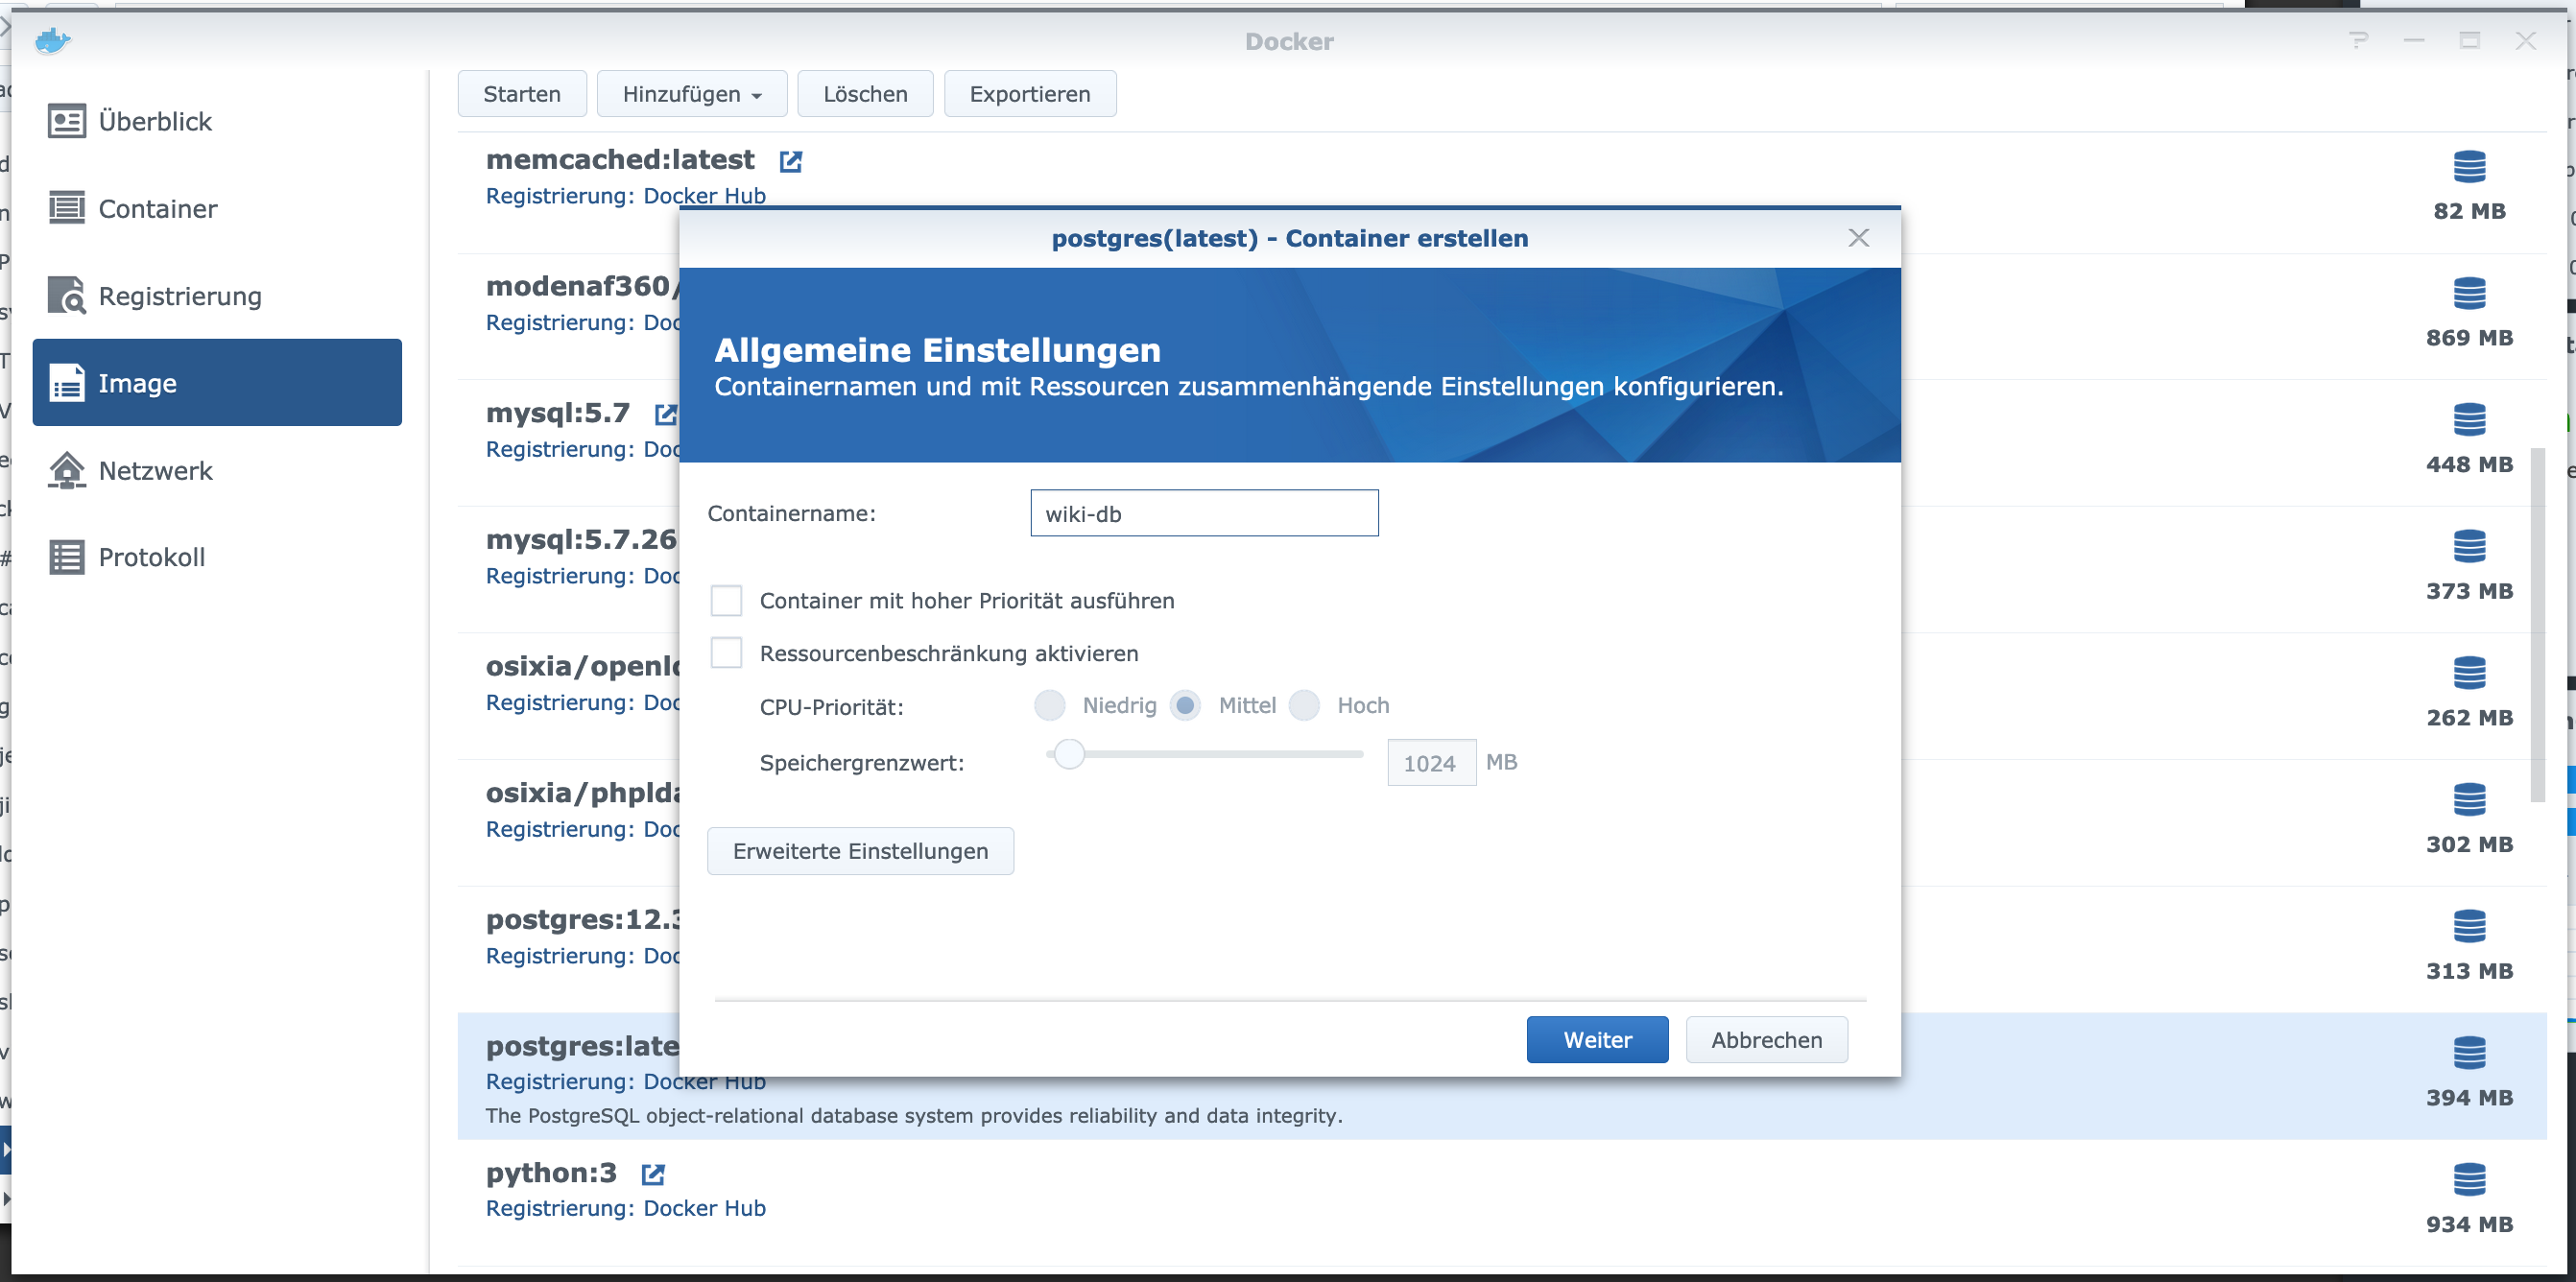 Docker
Überblick
Container
Registrierung
Image
Netzwerk
Protokoll
Starten
Hinzufügen
Löschen
Exportieren
memcached:latest
Registrierung: Docker Hub
82 MB
modenaf360/
Registrierung: Doc
869 MB
mysql:5.7
Registrierung: Doc
448 MB
mysql:5.7.26
Registrierung: Doc
373 MB
osixia/openld
Registrierung: Doc
262 MB
osixia/phplda
Registrierung: Doc
302 MB
postgres:12.3
Registrierung: Doc
313 MB
postgres:late
Registrierung: Docker Hub
The PostgreSQL object-relational database system provides reliability and data integrity.
394 MB
python:3
Registrierung: Docker Hub
934 MB
postgres(latest) - Container erstellen
Allgemeine Einstellungen
Containernamen und mit Ressourcen zusammenhängende Einstellungen konfigurieren.
Containername:
wiki-db
Container mit hoher Priorität ausführen
Ressourcenbeschränkung aktivieren
CPU-Priorität:
Niedrig
Mittel
Hoch
Speichergrenzwert:
1024
MB
Erweiterte Einstellungen
Weiter
Abbrechen